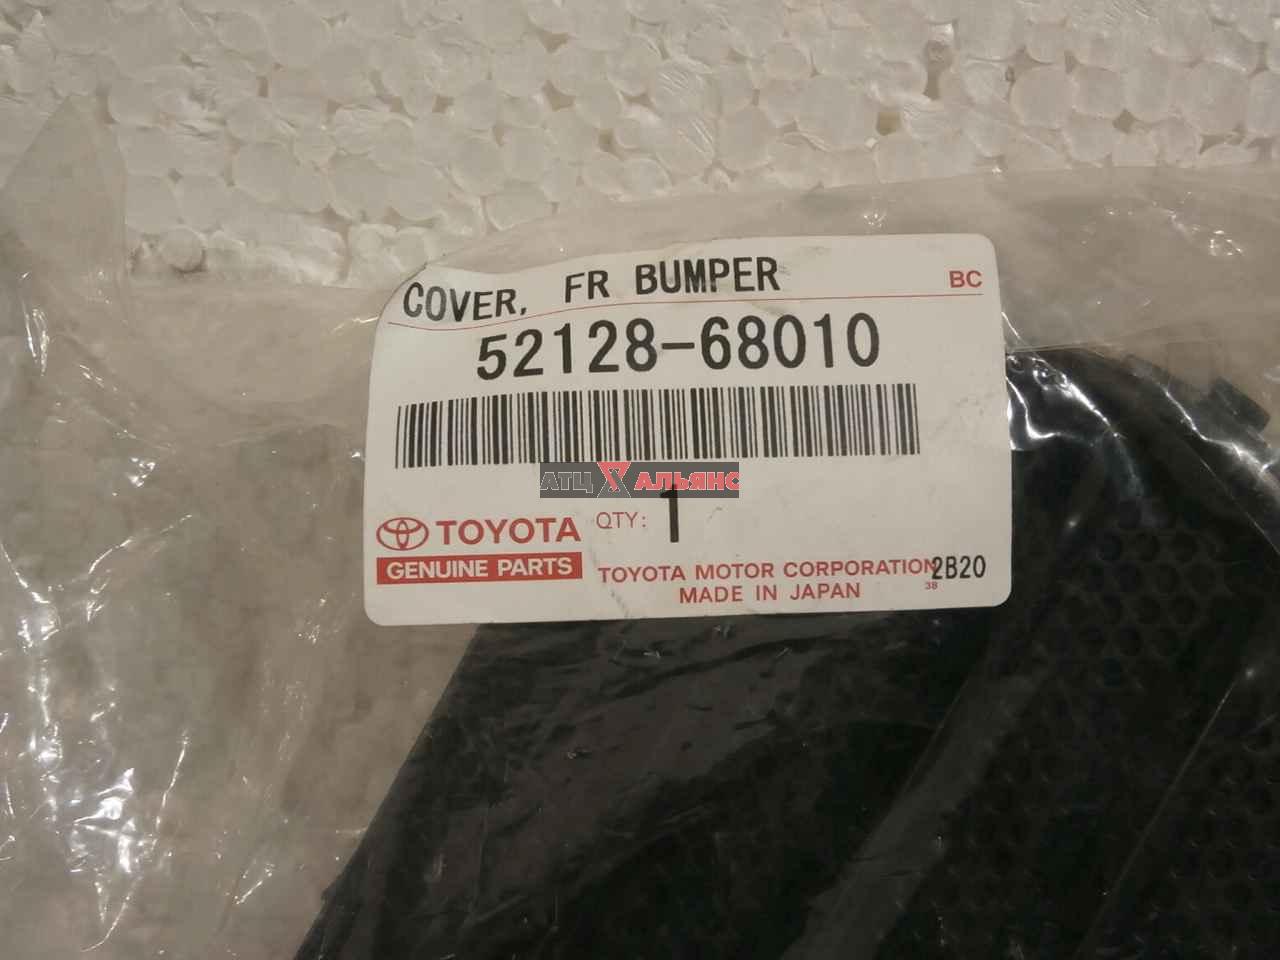 COVER, FR BUMPER
BC
52128-68010
АТЦ АЛЬЯНС
TOYOTA
QTY: 1
GENUINE PARTS
TOYOTA MOTOR CORPORATION 2B20
MADE IN JAPAN
38